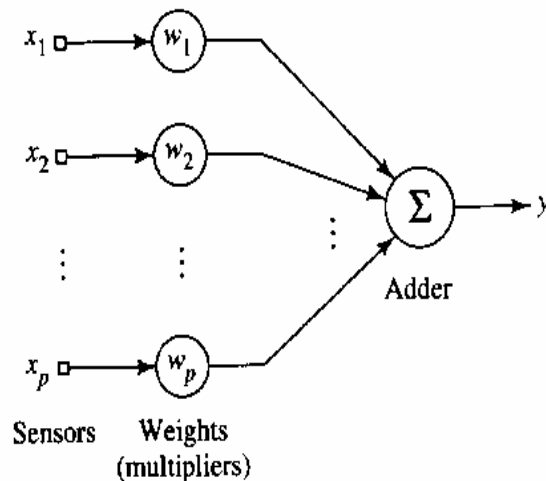 x1 w1
x2 w2
Σ y
Adder
xp wp
Sensors Weights
(multipliers)